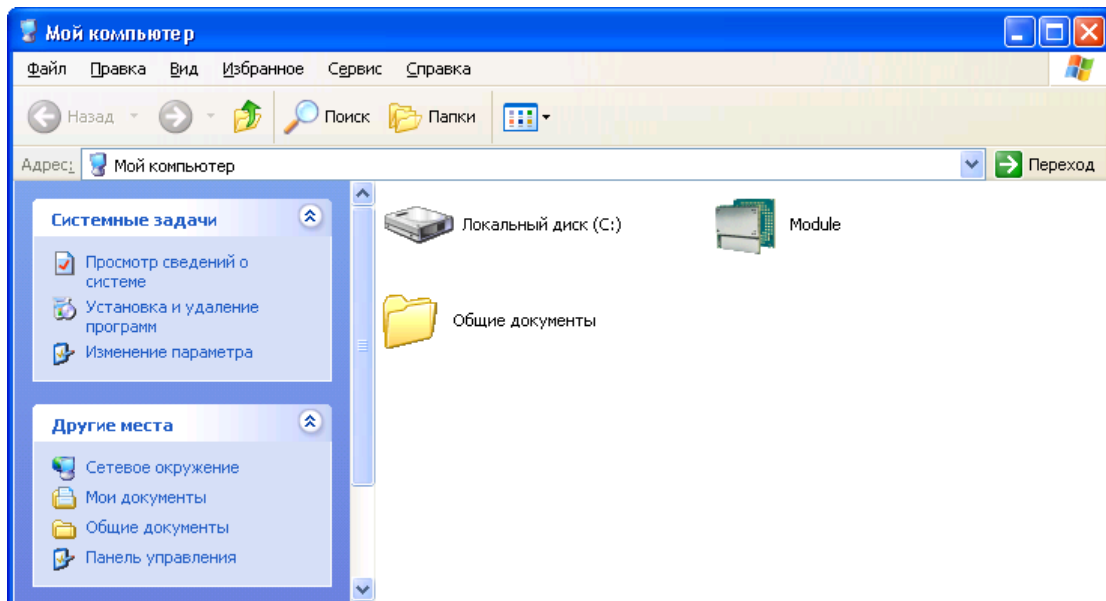 Мой компьютер
Файл Правка Вид Избранное Сервис Справка
Назад Поиск Папки
Адрес: Мой компьютер Переход
Системные задачи
Просмотр сведений о
системе
Установка и удаление
программ
Изменение параметра
Другие места
Сетевое окружение
Мои документы
Общие документы
Панель управления
Локальный диск (C:) Module
Общие документы